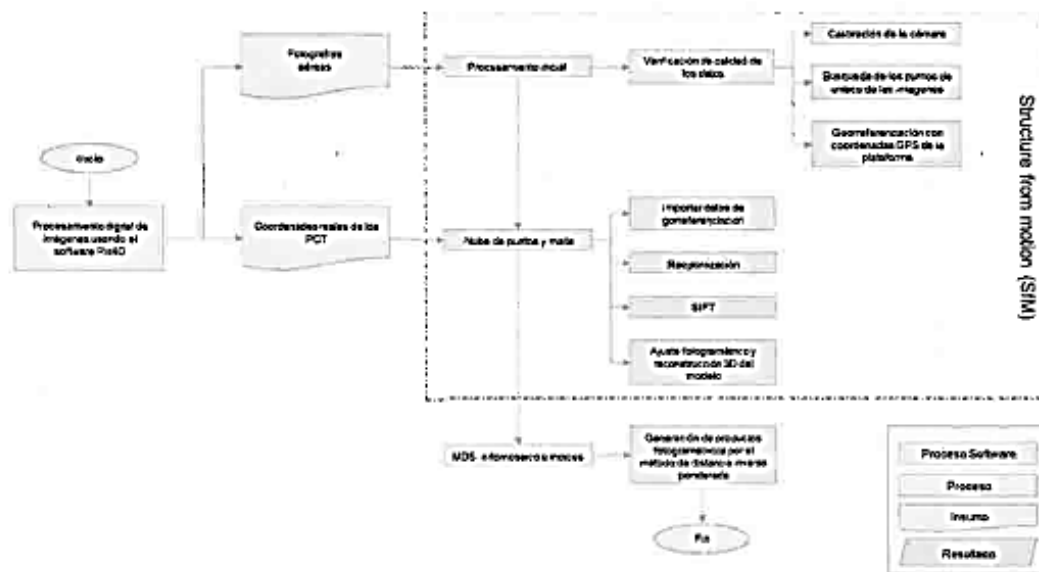 Inicio
Procesamiento digital de
imágenes usando el
software Pix4D
Fotografías
aéreas
Coordenadas reales de los
PCT
Procesamiento inicial
Verificación de calidad de
los datos
Calibración de la cámara
Búsqueda de los puntos de
enlace de las imágenes
Georreferenciación con
coordenadas GPS de la
plataforma
Nube de puntos y malla
Importar datos de
georreferenciación
SIFT
Ajuste fotogramétrico y
reconstrucción 3D del
modelo
Structure from motion (SfM)
MDS
Generación de productos
fotogramétricos por el
método de distancia inversa
ponderada
Fin
Proceso Software
Proceso
Insumo
Resultado